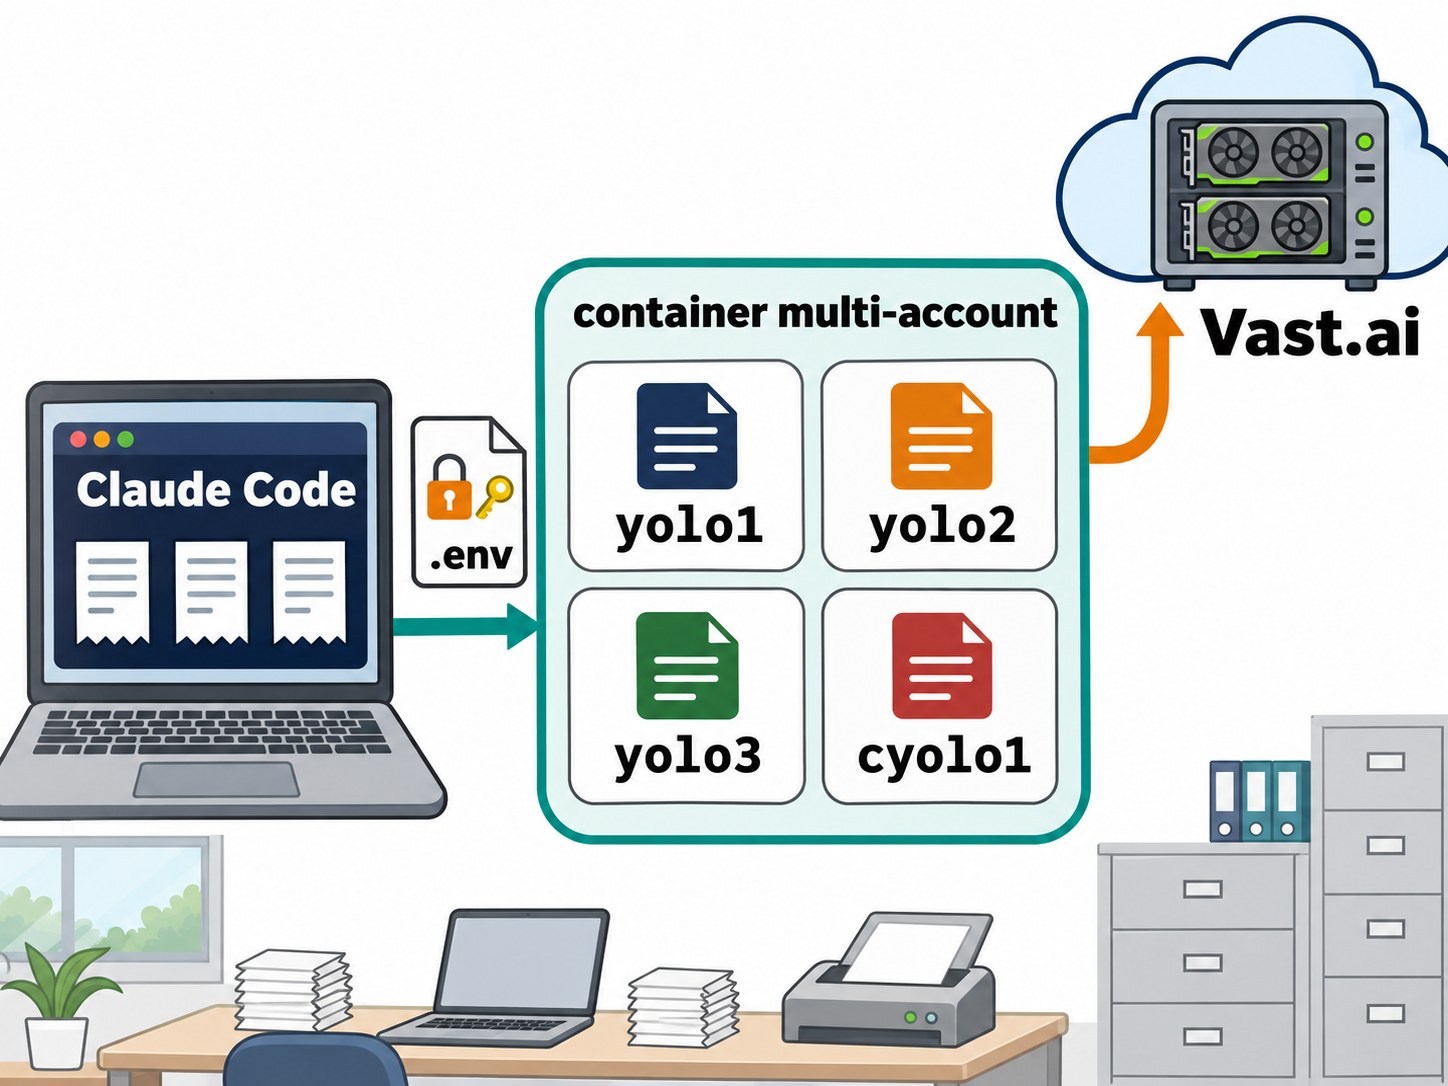 Vast.ai
container multi-account
Claude Code
.env
yolo1
yolo2
yolo3
cyolo1